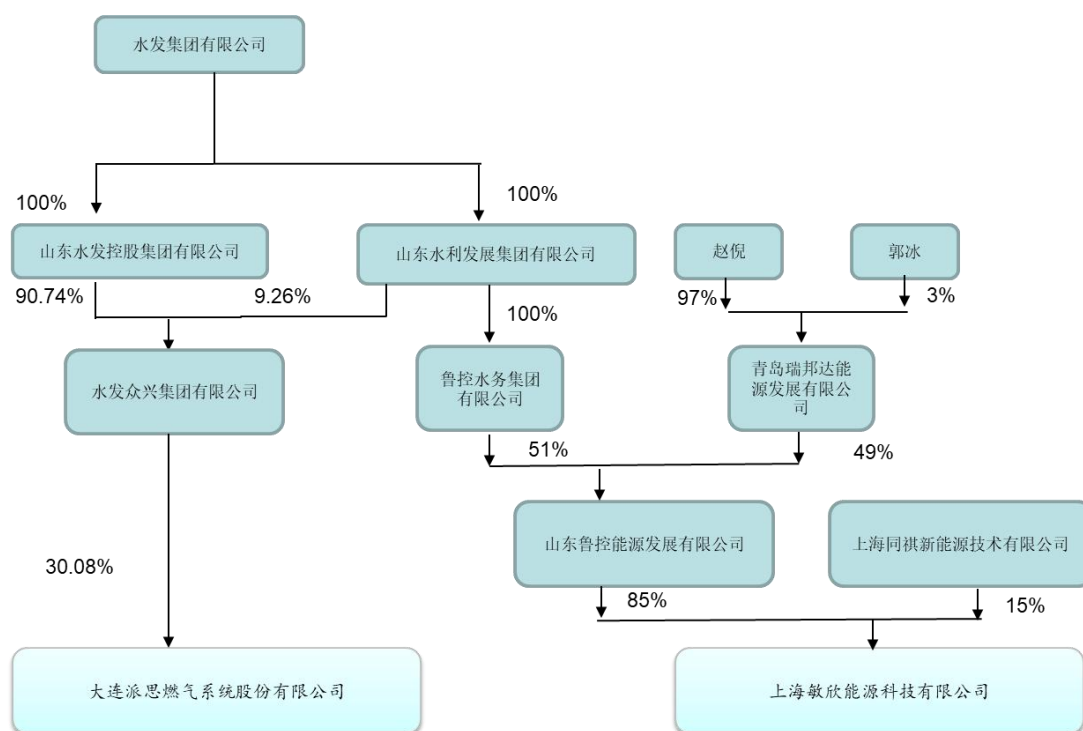 水发集团有限公司
100%
100%
山东水发控股集团有限公司
山东水利发展集团有限公司
赵倪
郭冰
90.74%
9.26%
100%
97%
3%
水发众兴集团有限公司
鲁控水务集团
有限公司
青岛瑞邦达能
源发展有限公
司
51%
49%
山东鲁控能源发展有限公司
上海同祺新能源技术有限公司
30.08%
85%
15%
大连派思燃气系统股份有限公司
上海敏欣能源科技有限公司